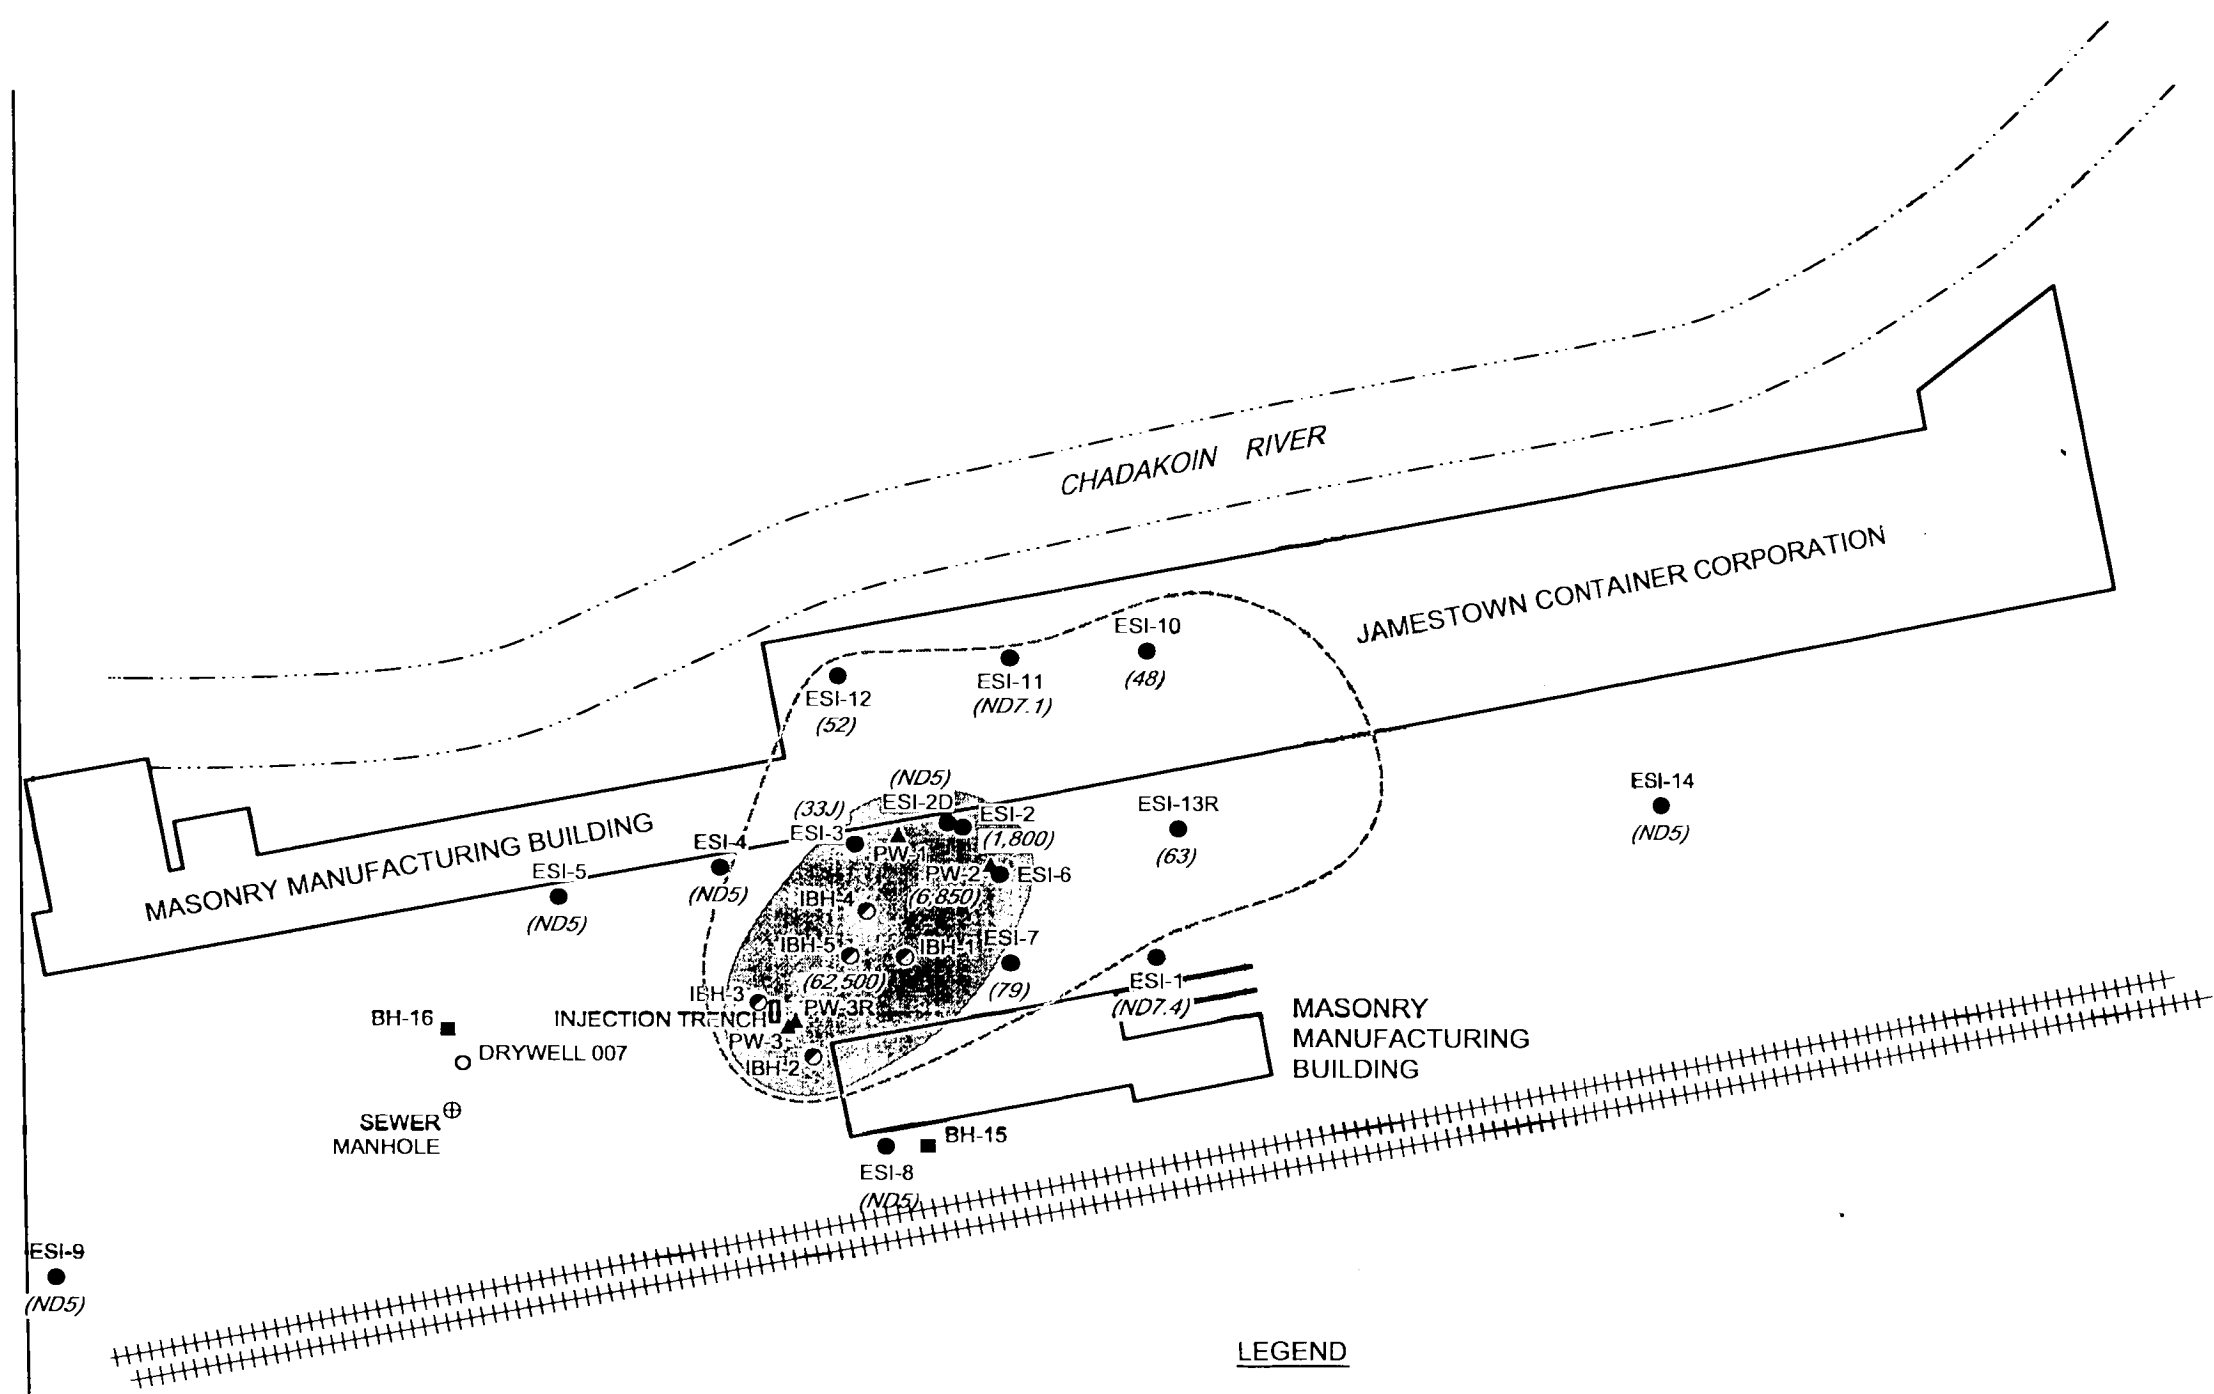 CHADAKOIN RIVER
JAMESTOWN CONTAINER CORPORATION
ESI-10
(48)
ESI-11
(ND7.1)
ESI-12
(52)
(ND5)
ESI-2D
ESI-2
(1,800)
(33J)
ESI-3
PW-1
ESI-13R
(63)
ESI-14
(ND5)
MASONRY MANUFACTURING BUILDING
ESI-4
(ND5)
ESI-5
(ND5)
PW-2
ESI-6
(6,850)
IBH-4
IBH-5
IBH-1
ESI-7
(79)
(62,500)
ESI-1
(ND7.4)
IBH-3
PW-3R
INJECTION TRENCH
PW-3
IBH-2
BH-16
DRYWELL 007
MASONRY
MANUFACTURING
BUILDING
SEWER
MANHOLE
BH-15
ESI-8
(ND5)
ESI-9
(ND5)
LEGEND